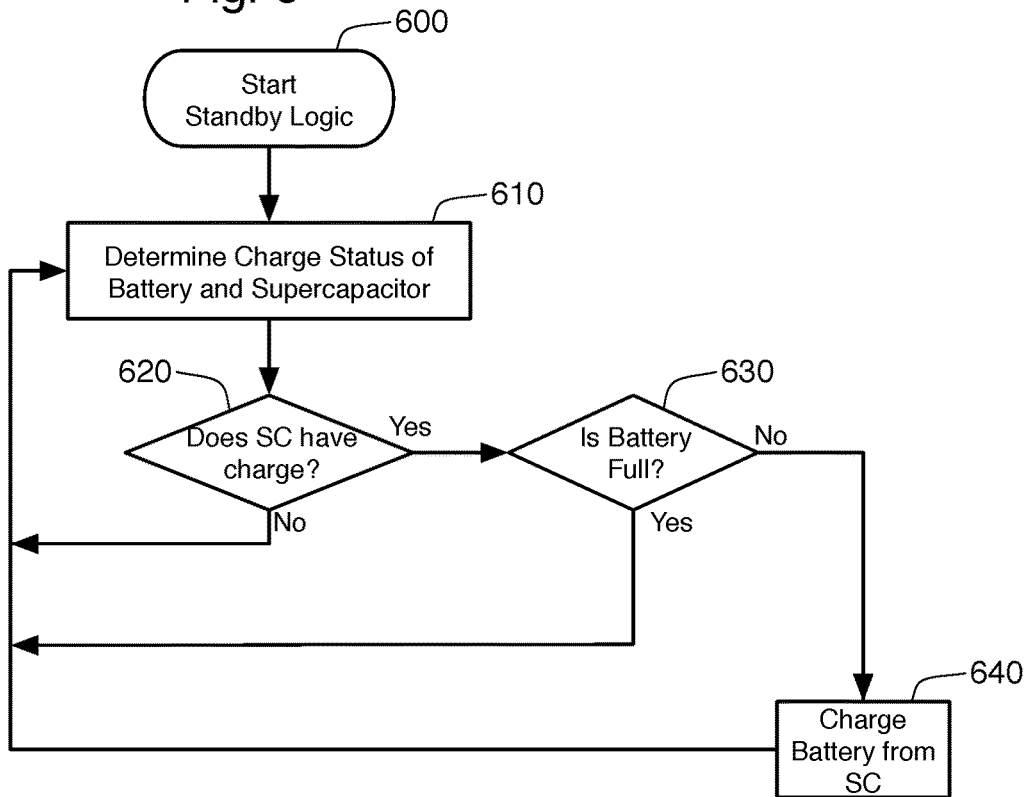 600
Start
Standby Logic
610
Determine Charge Status of
Battery and Supercapacitor
620
Does SC have
charge?
Yes
No
630
Is Battery
Full?
No
Yes
640
Charge
Battery from
SC